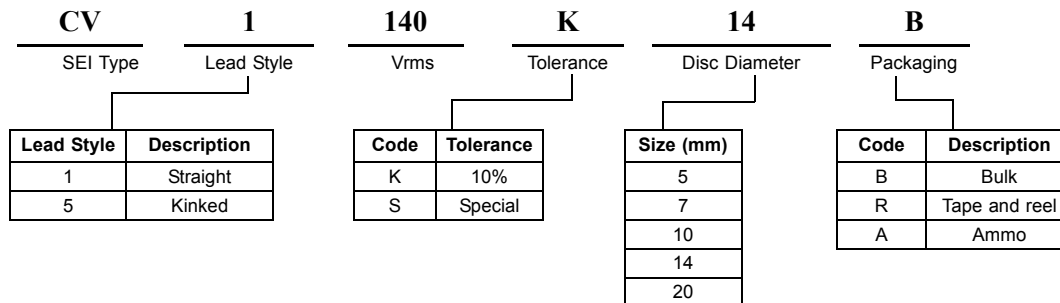 CV 1 140 K 14 B
SEI Type Lead Style Vrms Tolerance Disc Diameter Packaging
Lead Style Description
1 Straight
5 Kinked
Code Tolerance
K 10%
S Special
Size (mm)
5
7
10
14
20
Code Description
B Bulk
R Tape and reel
A Ammo